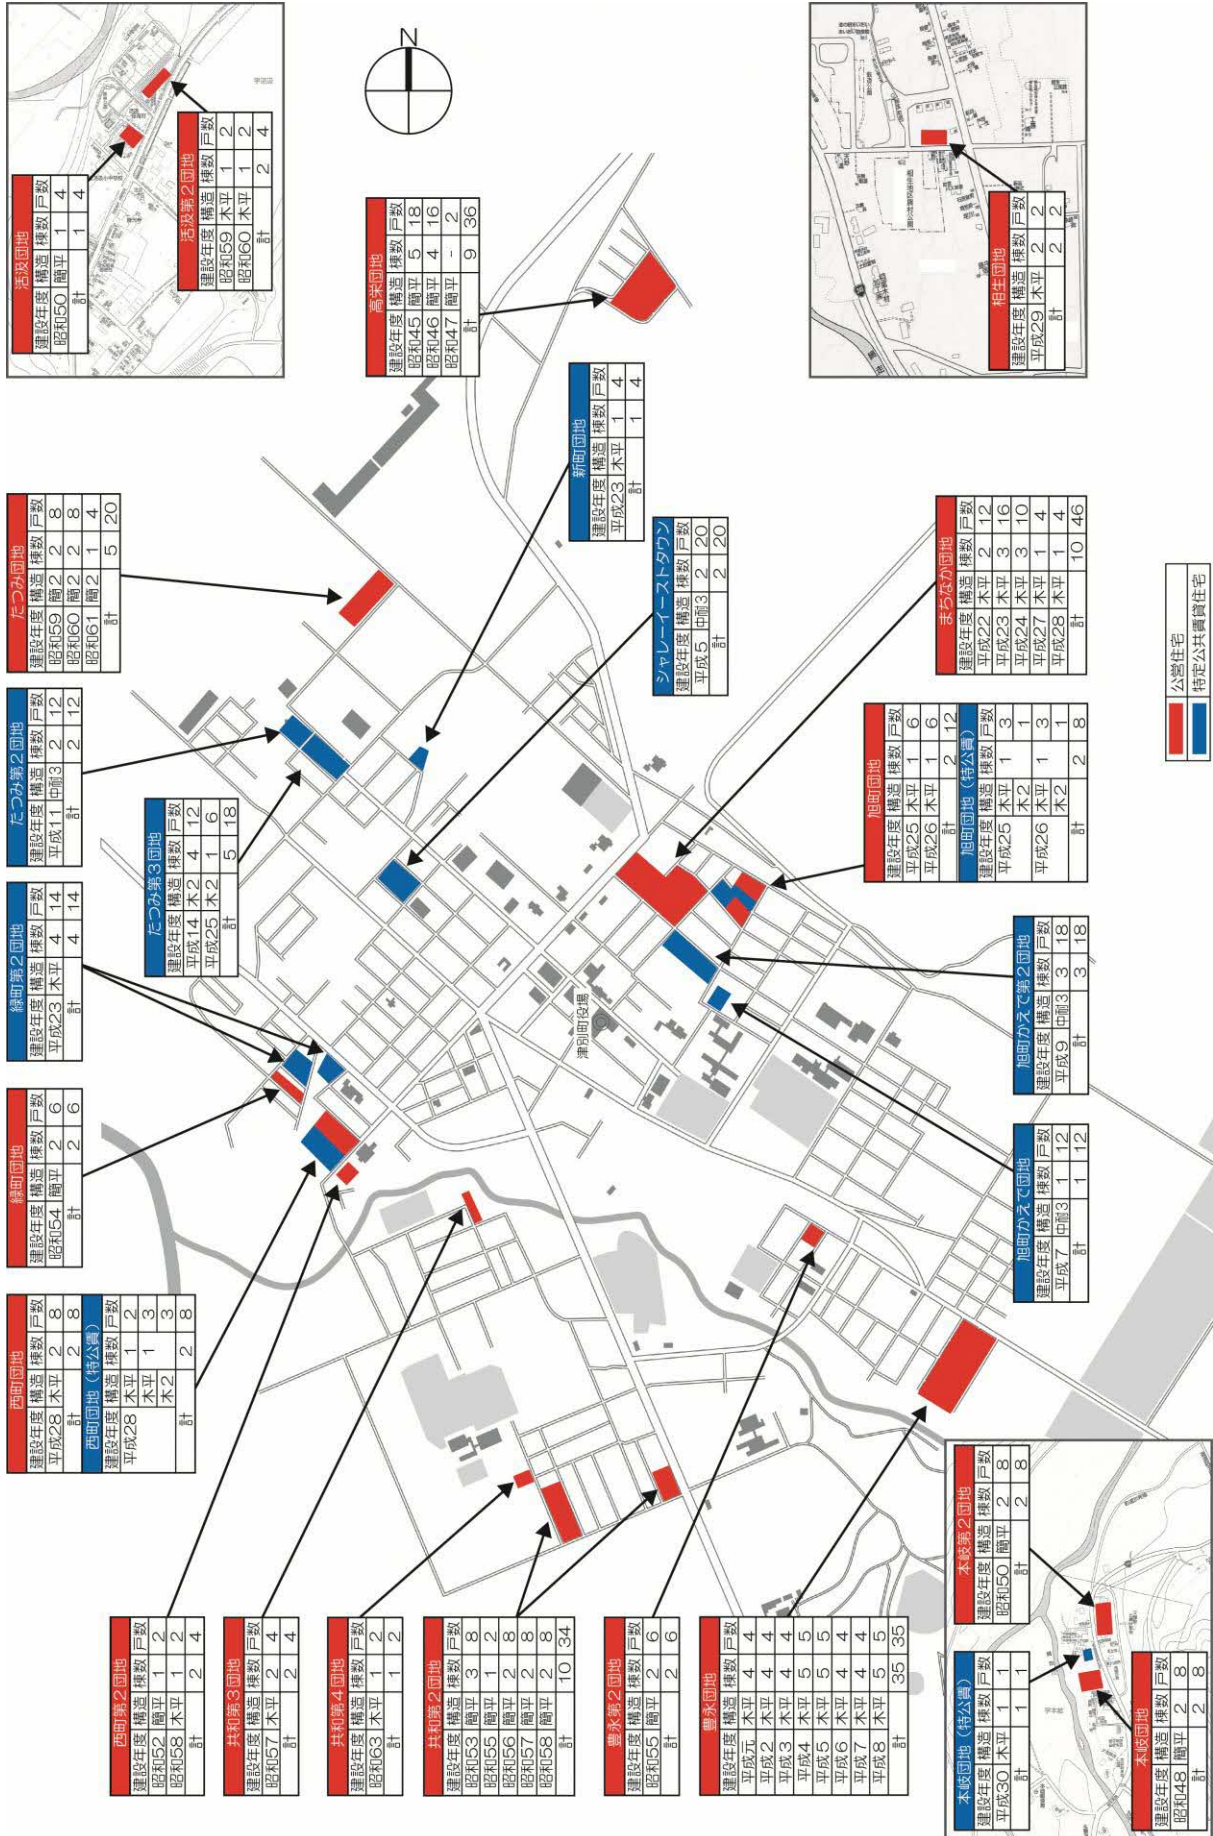 西町団地
建設年度 構造 棟数 戸数
平成28 木平 2 8
計 2 8
西町団地（特公賃）
建設年度 構造 棟数 戸数
平成28 木平 1 2
木平 1 3
木2 3
計 2 8
緑町団地
建設年度 構造 棟数 戸数
昭和54 簡平 2 6
計 2 6
緑町第2団地
建設年度 構造 棟数 戸数
平成23 木平 4 14
計 4 14
たつみ第2団地
建設年度 構造 棟数 戸数
平成11 中耐3 2 12
計 2 12
たつみ第3団地
建設年度 構造 棟数 戸数
平成14 木2 4 12
平成25 木2 1 6
計 5 18
たつみ団地
建設年度 構造 棟数 戸数
昭和59 簡2 2 8
昭和60 簡2 2 8
昭和61 簡2 1 4
計 5 20
活汲団地
建設年度 構造 棟数 戸数
昭和50 簡平 1 4
計 1 4
活汲第2団地
建設年度 構造 棟数 戸数
昭和59 木平 1 2
昭和60 木平 1 2
計 2 4
N
高栄団地
建設年度 構造 棟数 戸数
昭和45 簡平 5 18
昭和46 簡平 4 16
昭和47 簡平 - 2
計 9 36
新町団地
建設年度 構造 棟数 戸数
平成23 木平 1 4
計 1 4
シャレーイーストタウン
建設年度 構造 棟数 戸数
平成5 中耐3 2 20
計 2 20
津別町役場
西町第2団地
建設年度 構造 棟数 戸数
昭和52 簡平 1 2
昭和58 木平 1 2
計 2 4
共和第3団地
建設年度 構造 棟数 戸数
昭和57 木平 2 4
計 2 4
共和第4団地
建設年度 構造 棟数 戸数
昭和63 木平 1 2
計 1 2
共和第2団地
建設年度 構造 棟数 戸数
昭和53 簡平 3 8
昭和55 簡平 1 2
昭和56 簡平 2 8
昭和57 簡平 2 8
昭和58 簡平 2 8
計 10 34
豊永第2団地
建設年度 構造 棟数 戸数
昭和55 簡平 2 6
計 2 6
豊永団地
建設年度 構造 棟数 戸数
平成元 木平 4 4
平成2 木平 4 4
平成3 木平 4 4
平成4 木平 5 5
平成5 木平 5 5
平成6 木平 4 4
平成7 木平 4 4
平成8 木平 5 5
計 35 35
本岐団地（特公賃）
建設年度 構造 棟数 戸数
平成30 木平 1 1
計 1 1
本岐第2団地
建設年度 構造 棟数 戸数
昭和50 簡平 2 8
計 2 8
本岐団地
建設年度 構造 棟数 戸数
昭和48 簡平 2 8
計 2 8
旭町かえで団地
建設年度 構造 棟数 戸数
平成7 中耐3 1 12
計 1 12
旭町かえで第2団地
建設年度 構造 棟数 戸数
平成9 中耐3 3 18
計 3 18
旭町団地
建設年度 構造 棟数 戸数
平成25 木平 1 6
平成26 木平 1 6
計 2 12
旭町団地（特公賃）
建設年度 構造 棟数 戸数
平成25 木平 1 3
木2 1
平成26 木平 1 3
木2 1
計 2 8
まちなか団地
建設年度 構造 棟数 戸数
平成22 木平 2 12
平成23 木平 3 16
平成24 木平 3 10
平成27 木平 1 4
平成28 木平 1 4
計 10 46
相生団地
建設年度 構造 棟数 戸数
平成29 木平 2 2
計 2 2
公営住宅
特定公共賃貸住宅